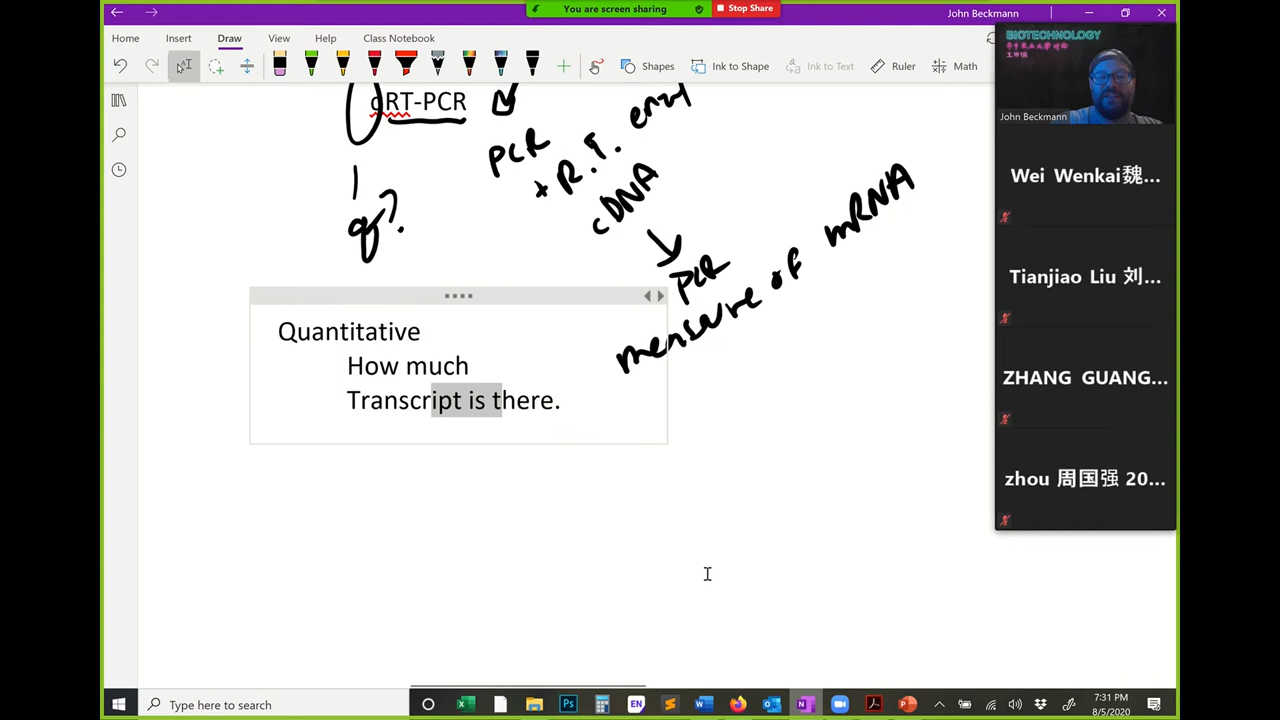 You are screen sharing
Stop Share
John Beckmann
Home Insert Draw View Help Class Notebook
Shapes Ink to Shape Ink to Text Ruler Math
BIOTECHNOLOGY
John Beckmann
Wei Wenkai魏...
Tianjiao Liu 刘...
ZHANG GUANG...
zhou 周国强 20...
qRT-PCR
PCR
+ R.T. enz
cDNA
PCR
measure of mRNA
q?
Quantitative
How much
Transcript is there.
Type here to search
EN
7:31 PM
8/5/2020